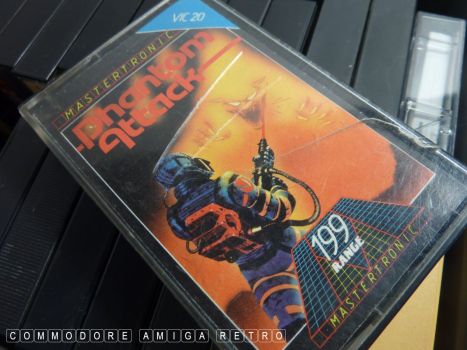 VIC 20
MASTERTRONIC
Phantom
Attack
199
RANGE
MASTERTRONIC
COMMODORE AMIGA RETRO